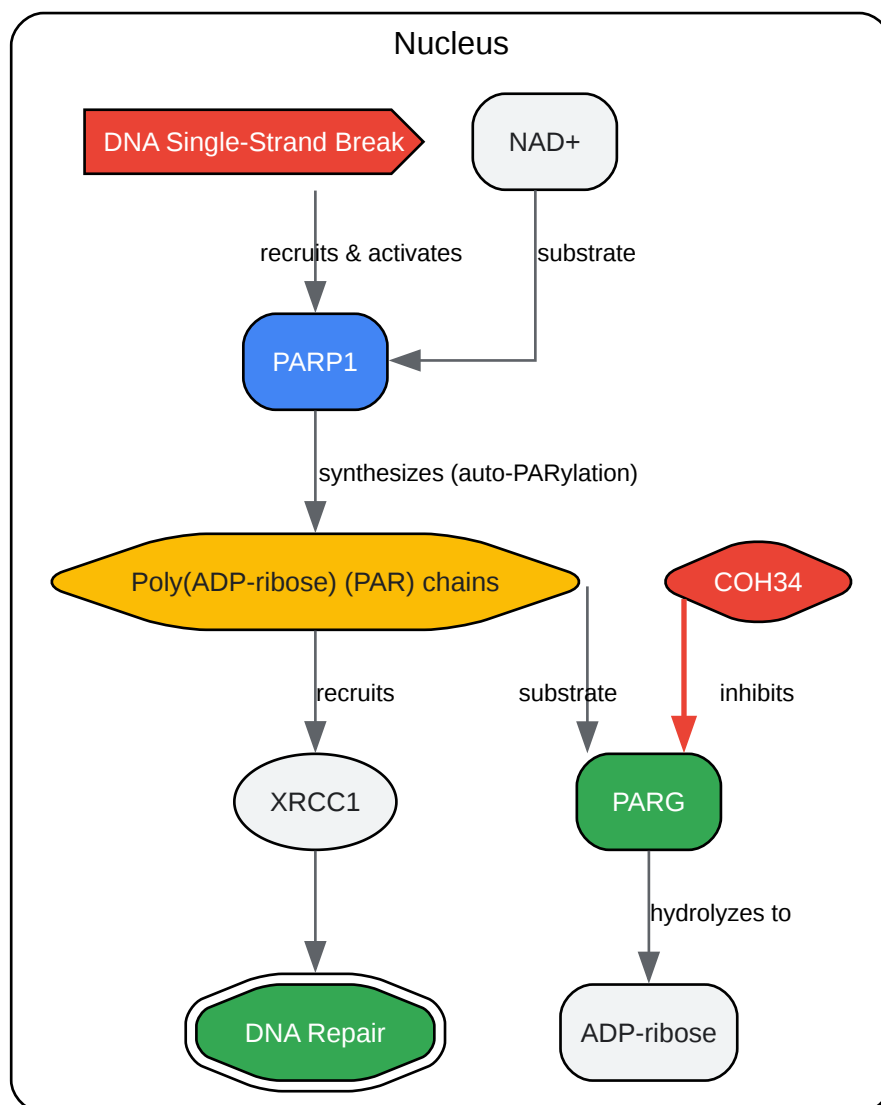 Nucleus
DNA Single-Strand Break
NAD+
recruits & activates
substrate
PARP1
synthesizes (auto-PARylation)
Poly(ADP-ribose) (PAR) chains
COH34
recruits
substrate
inhibits
XRCC1
PARG
hydrolyzes to
DNA Repair
ADP-ribose